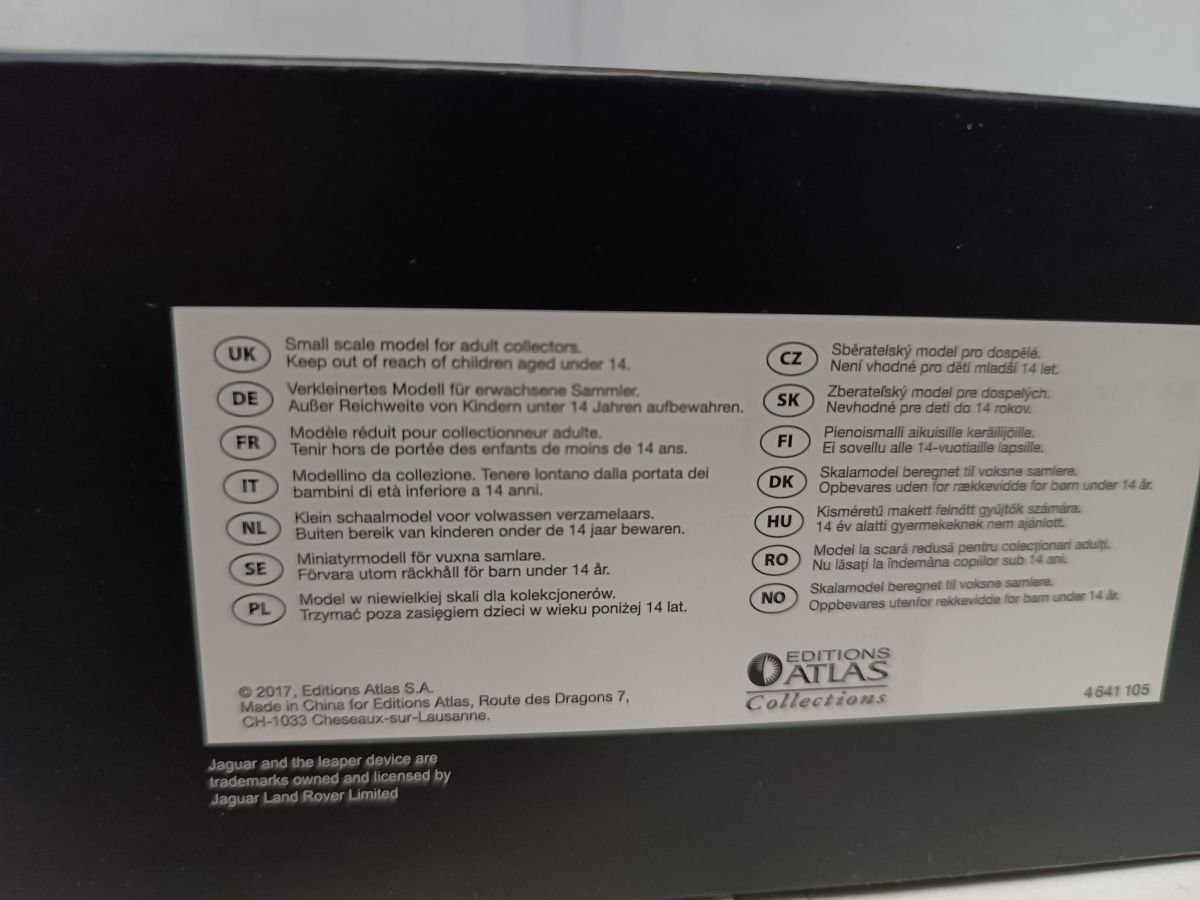 UK
Small scale model for adult collectors.
Keep out of reach of children aged under 14.
DE
Verkleinertes Modell für erwachsene Sammler.
Außer Reichweite von Kindern unter 14 Jahren aufbewahren.
FR
Modèle réduit pour collectionneur adulte.
Tenir hors de portée des enfants de moins de 14 ans.
IT
Modellino da collezione. Tenere lontano dalla portata dei
bambini di età inferiore a 14 anni.
NL
Klein schaalmodel voor volwassen verzamelaars.
Buiten bereik van kinderen onder de 14 jaar bewaren.
SE
Miniatyrmodell för vuxna samlare.
Förvara utom räckhåll för barn under 14 år.
PL
Model w niewielkiej skali dla kolekcjonerów.
Trzymać poza zasięgiem dzieci w wieku poniżej 14 lat.
CZ
Sběratelský model pro dospělé.
Není vhodné pro děti mladší 14 let.
SK
Zberateľský model pre dospelých.
Nevhodné pre deti do 14 rokov.
FI
Pienoismalli aikuisille keräilijöille.
Ei sovellu alle 14-vuotiaille lapsille.
DK
Skalamodel beregnet til voksne samlere.
Opbevares uden for rækkevidde for børn under 14 år.
HU
Kisméretű makett felnőtt gyűjtők számára.
14 év alatti gyermekeknek nem ajánlott.
RO
Model la scară redusă pentru colecționari adulți.
Nu lăsați la îndemâna copiilor sub 14 ani.
NO
Skalamodel beregnet til voksne samlere.
Oppbevares utenfor rekkevidde for barn under 14 år.
© 2017, Editions Atlas S.A.
Made in China for Editions Atlas, Route des Dragons 7,
CH-1033 Cheseaux-sur-Lausanne.
EDITIONS
ATLAS
Collections
4 641 105
Jaguar and the leaper device are
trademarks owned and licensed by
Jaguar Land Rover Limited